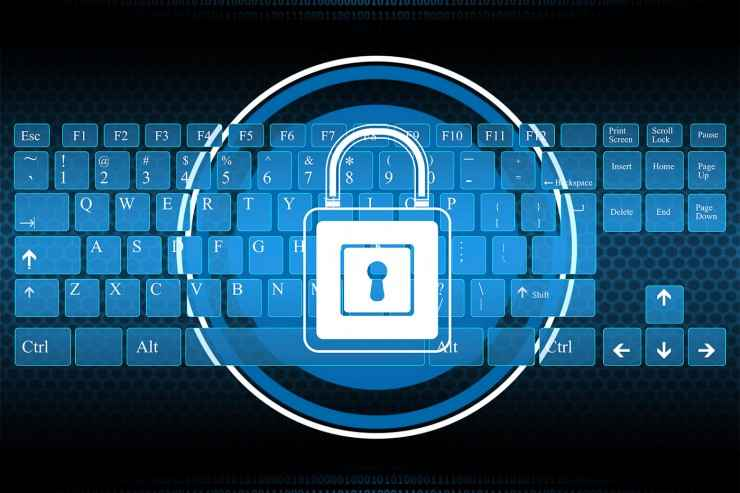 Esc F1 F2 F3 F4 F5 F6 F7 F8 F9 F10 F11 F12 Print Screen Scroll Lock Pause
~ ` ! 1 @ 2 # 3 $ 4 % 5 ^ 6 & 7 * 8 ( 9 ) Backspace Insert Home Page Up
Q W E R T Y I O P { [ } ] Delete End Page Down
A S D F G H
Z X C V B N ? \ Shift
Ctrl Alt Alt Ctrl